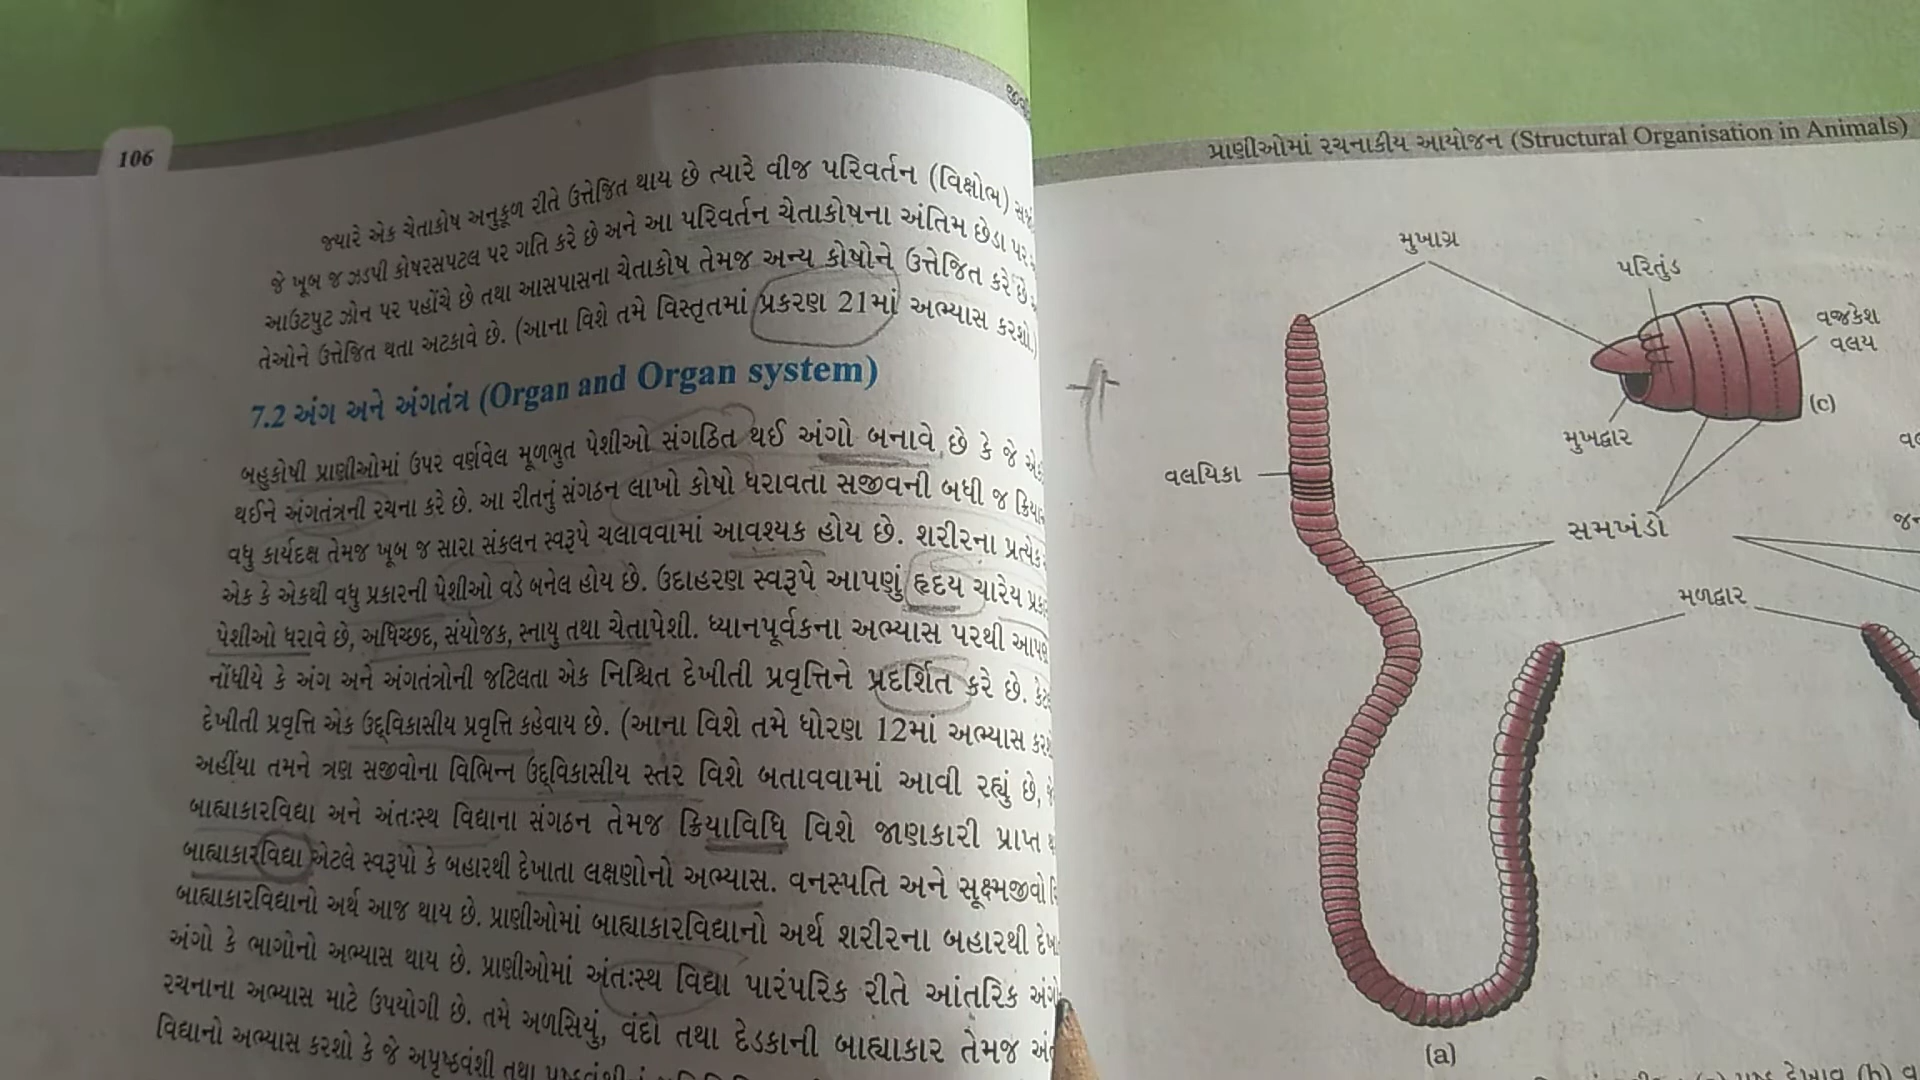 106
જ્યારે એક ચેતાકોષ અનુકૂળ રીતે ઉત્તેજિત થાય છે ત્યારે વીજ પરિવર્તન (વિક્ષોભ)
જે ખૂબ જ ઝડપી કોષરસપટલ પર ગતિ કરે છે અને આ પરિવર્તન ચેતાકોષના અંતિમ છેડા પર
આઉટપુટ ઝોન પર પહોંચે છે તથા આસપાસના ચેતાકોષ તેમજ અન્ય કોષોને ઉત્તેજિત કરે છે
તેઓને ઉત્તેજિત થતા અટકાવે છે. (આના વિશે તમે વિસ્તૃતમાં પ્રકરણ 21માં અભ્યાસ કરશો.)
7.2 અંગ અને અંગતંત્ર (Organ and Organ system)
બહુકોષી પ્રાણીઓમાં ઉપર વર્ણવેલ મૂળભુત પેશીઓ સંગઠિત થઈ અંગો બનાવે છે કે જે
થઈને અંગતંત્રની રચના કરે છે. આ રીતનું સંગઠન લાખો કોષો ધરાવતા સજીવની બધી જ
વધુ કાર્યદક્ષ તેમજ ખૂબ જ સારા સંકલન સ્વરૂપે ચલાવવામાં આવશ્યક હોય છે. શરીરના પ્રત્યેક
એક કે એકથી વધુ પ્રકારની પેશીઓ વડે બનેલ હોય છે. ઉદાહરણ સ્વરૂપે આપણું હૃદય ચારેય
પેશીઓ ધરાવે છે, અધિચ્છદ, સંયોજક, સ્નાયુ તથા ચેતાપેશી. ધ્યાનપૂર્વકના અભ્યાસ પરથી
નોંધીયે કે અંગ અને અંગતંત્રોની જટિલતા એક નિશ્ચિત દેખીતી પ્રવૃત્તિને પ્રદર્શિત કરે છે.
દેખીતી પ્રવૃત્તિ એક ઉદ્દવિકાસીય પ્રવૃત્તિ કહેવાય છે. (આના વિશે તમે ધોરણ 12માં અભ્યાસ
અહીંયા તમને ત્રણ સજીવોના વિભિન્ન ઉદ્દવિકાસીય સ્તર વિશે બતાવવામાં આવી રહ્યું છે,
બાહ્યાકારવિદ્યા અને અંતઃસ્થ વિદ્યાના સંગઠન તેમજ ક્રિયાવિધિ વિશે જાણકારી પ્રાપ્ત
બાહ્યાકારવિદ્યા એટલે સ્વરૂપો કે બહારથી દેખાતા લક્ષણોનો અભ્યાસ. વનસ્પતિ અને સૂક્ષ્મજીવો
બાહ્યાકારવિદ્યાનો અર્થ આજ થાય છે. પ્રાણીઓમાં બાહ્યાકારવિદ્યાનો અર્થ શરીરના બહારથી
અંગો કે ભાગોનો અભ્યાસ થાય છે. પ્રાણીઓમાં અંતઃસ્થ વિદ્યા પારંપરિક રીતે આંતરિક
રચનાના અભ્યાસ માટે ઉપયોગી છે. તમે અળસિયું, વંદો તથા દેડકાની બાહ્યાકાર તેમજ
વિદ્યાનો અભ્યાસ કરશો કે જે અપૃષ્ઠવંશી તથા
પ્રાણીઓમાં રચનાકીય આયોજન (Structural Organisation in Animals)
મુખાગ્ર
પરિતુંડ
વજ્રકેશ
વલય
(c)
મુખદ્વાર
વલયિકા
સમખંડો
મળદ્વાર
(a)